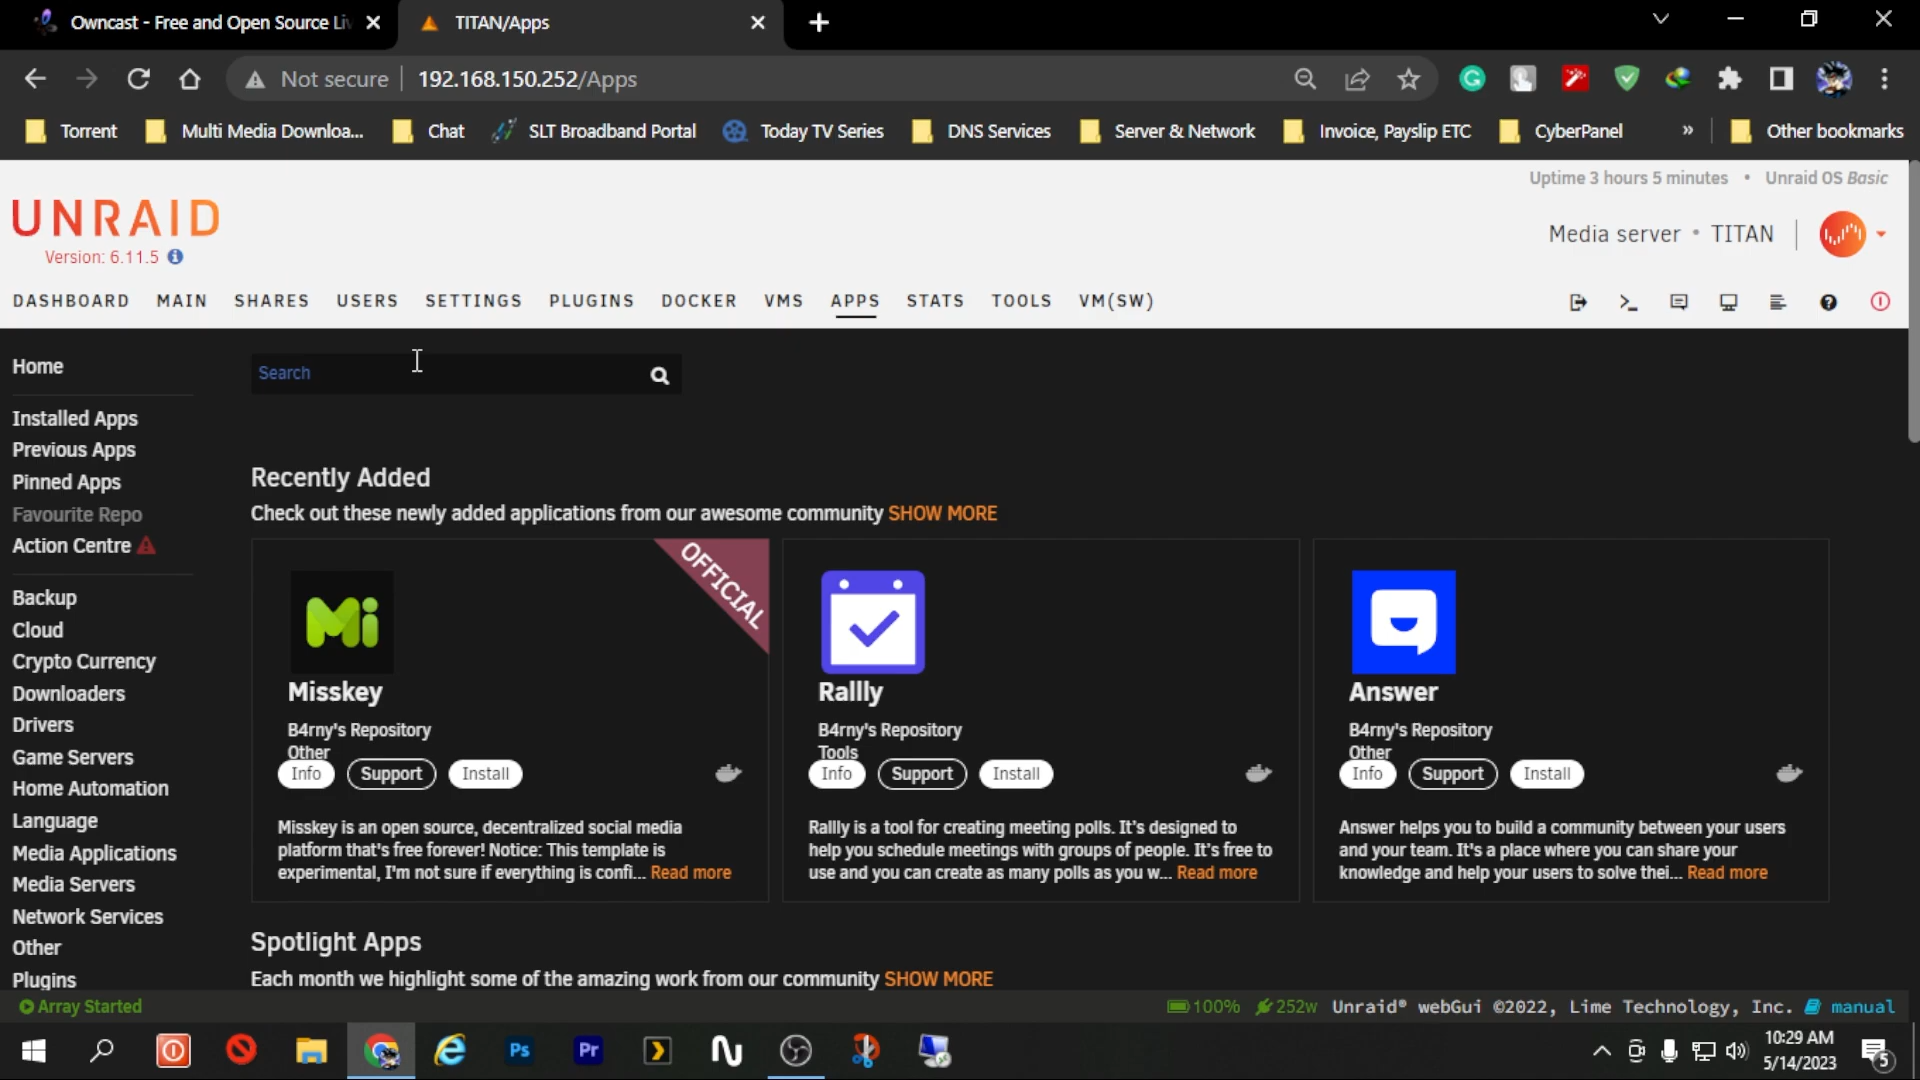 Owncast - Free and Open Source Li
TITAN/Apps
Not secure
192.168.150.252/Apps
Torrent
Multi Media Downloa...
Chat
SLT Broadband Portal
Today TV Series
DNS Services
Server & Network
Invoice, Payslip ETC
CyberPanel
»
Other bookmarks
Uptime 3 hours 5 minutes • Unraid OS Basic
UNRAID
Version: 6.11.5
Media server • TITAN
DASHBOARD MAIN SHARES USERS SETTINGS PLUGINS DOCKER VMS APPS STATS TOOLS VM(SW)
Home
Installed Apps
Previous Apps
Pinned Apps
Favourite Repo
Action Centre
Backup
Cloud
Crypto Currency
Downloaders
Drivers
Game Servers
Home Automation
Language
Media Applications
Media Servers
Network Services
Other
Plugins
Search
Recently Added
Check out these newly added applications from our awesome community SHOW MORE
OFFICIAL
Mi
Misskey
B4rny's Repository
Other
Info Support Install
Misskey is an open source, decentralized social media
platform that's free forever! Notice: This template is
experimental, I'm not sure if everything is confi... Read more
Rallly
B4rny's Repository
Tools
Info Support Install
Rallly is a tool for creating meeting polls. It's designed to
help you schedule meetings with groups of people. It's free to
use and you can create as many polls as you w... Read more
Answer
B4rny's Repository
Other
Info Support Install
Answer helps you to build a community between your users
and your team. It's a place where you can share your
knowledge and help your users to solve thei... Read more
Spotlight Apps
Each month we highlight some of the amazing work from our community SHOW MORE
Array Started
100% 252w Unraid® webGui ©2022, Lime Technology, Inc. manual
Ps
Pr
10:29 AM
5/14/2023
5